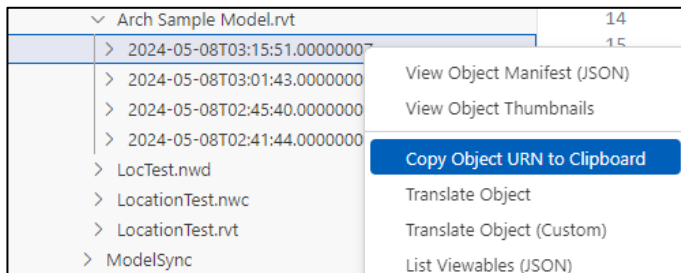 Arch Sample Model.rvt
14
2024-05-08T03:15:51.0000000Z
15
2024-05-08T03:01:43.0000000
2024-05-08T02:45:40.0000000
2024-05-08T02:41:44.0000000
LocTest.nwd
LocationTest.nwc
LocationTest.rvt
ModelSync
View Object Manifest (JSON)
View Object Thumbnails
Copy Object URN to Clipboard
Translate Object
Translate Object (Custom)
List Viewables (JSON)